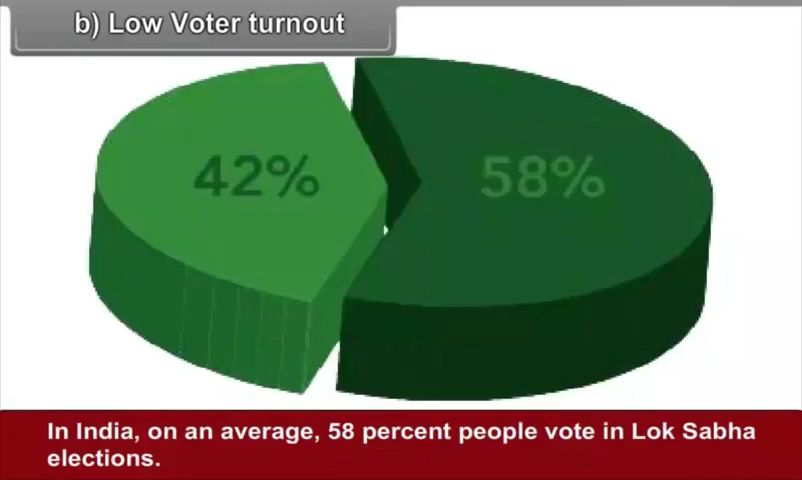 b) Low Voter turnout
42%
58%
In India, on an average, 58 percent people vote in Lok Sabha
elections.